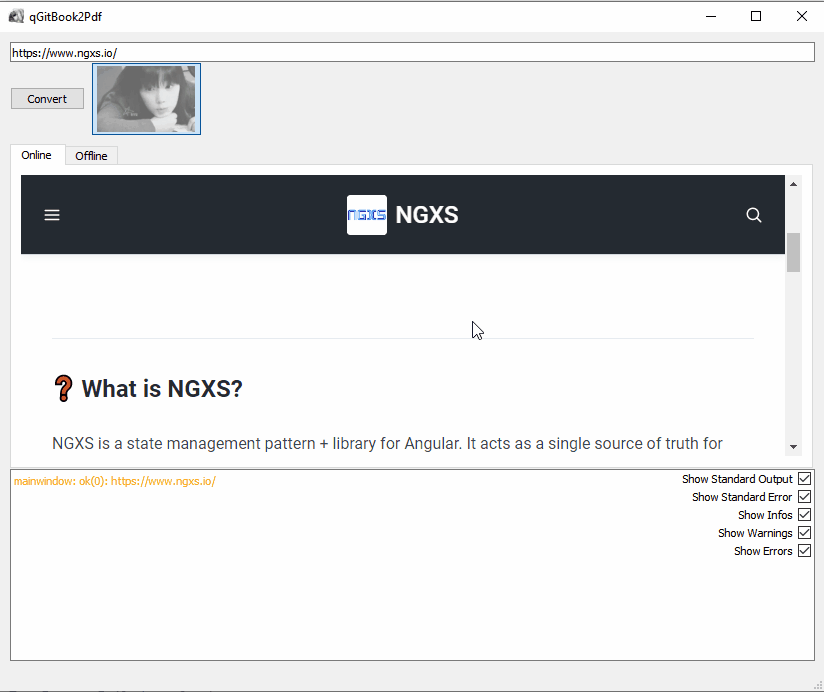 qGitBook2Pdf
https://www.ngxs.io/
Convert
Online
Offline
NGXS NGXS
What is NGXS?
NGXS is a state management pattern + library for Angular. It acts as a single source of truth for
mainwindow: ok(0): https://www.ngxs.io/
Show Standard Output
Show Standard Error
Show Infos
Show Warnings
Show Errors